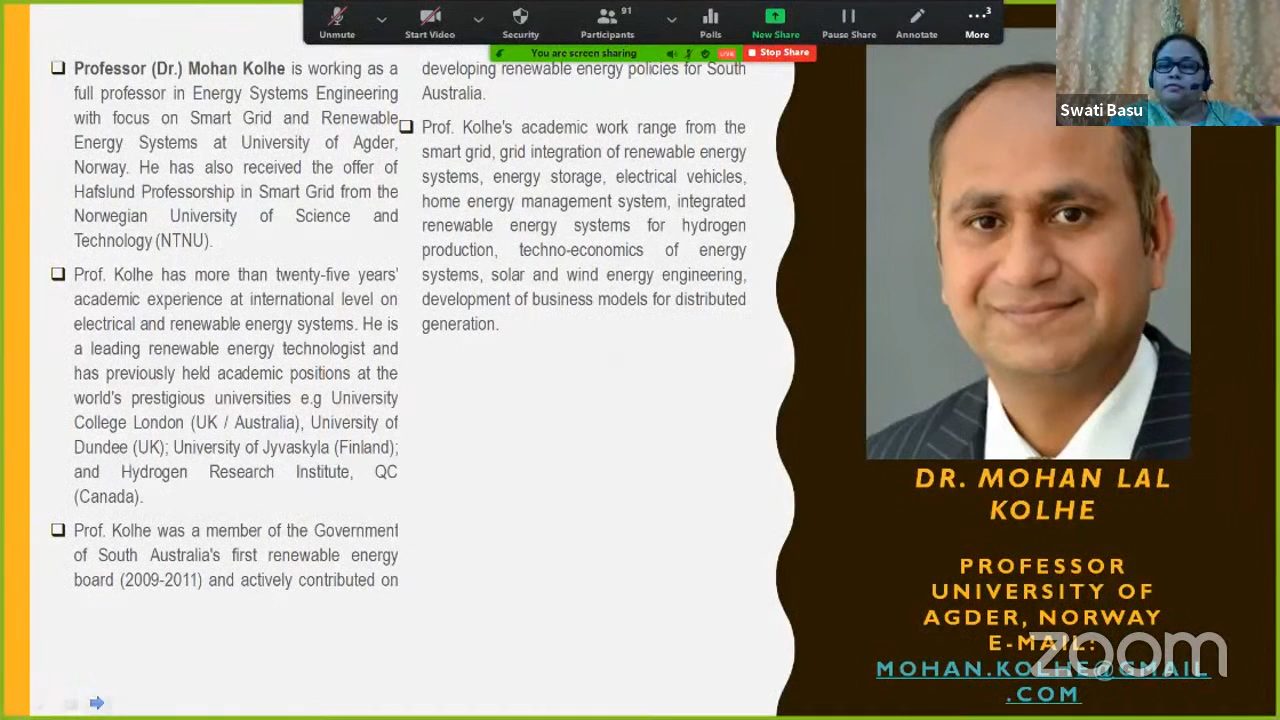 91
3
Unmute
Start Video
Security
Participants
Polls
New Share
Pause Share
Annotate
More
You are screen sharing
LIVE
Stop Share
Swati Basu
Professor (Dr.) Mohan Kolhe is working as a
full professor in Energy Systems Engineering
with focus on Smart Grid and Renewable
Energy Systems at University of Agder,
Norway. He has also received the offer of
Hafslund Professorship in Smart Grid from the
Norwegian University of Science and
Technology (NTNU).
Prof. Kolhe has more than twenty-five years'
academic experience at international level on
electrical and renewable energy systems. He is
a leading renewable energy technologist and
has previously held academic positions at the
world's prestigious universities e.g University
College London (UK / Australia), University of
Dundee (UK); University of Jyvaskyla (Finland);
and Hydrogen Research Institute, QC
(Canada).
Prof. Kolhe was a member of the Government
of South Australia's first renewable energy
board (2009-2011) and actively contributed on
developing renewable energy policies for South
Australia.
Prof. Kolhe's academic work range from the
smart grid, grid integration of renewable energy
systems, energy storage, electrical vehicles,
home energy management system, integrated
renewable energy systems for hydrogen
production, techno-economics of energy
systems, solar and wind energy engineering,
development of business models for distributed
generation.
DR. MOHAN LAL
KOLHE
PROFESSOR
UNIVERSITY OF
AGDER, NORWAY
E-MAIL:
MOHAN.KOLHE@GMAIL
.COM
zoom